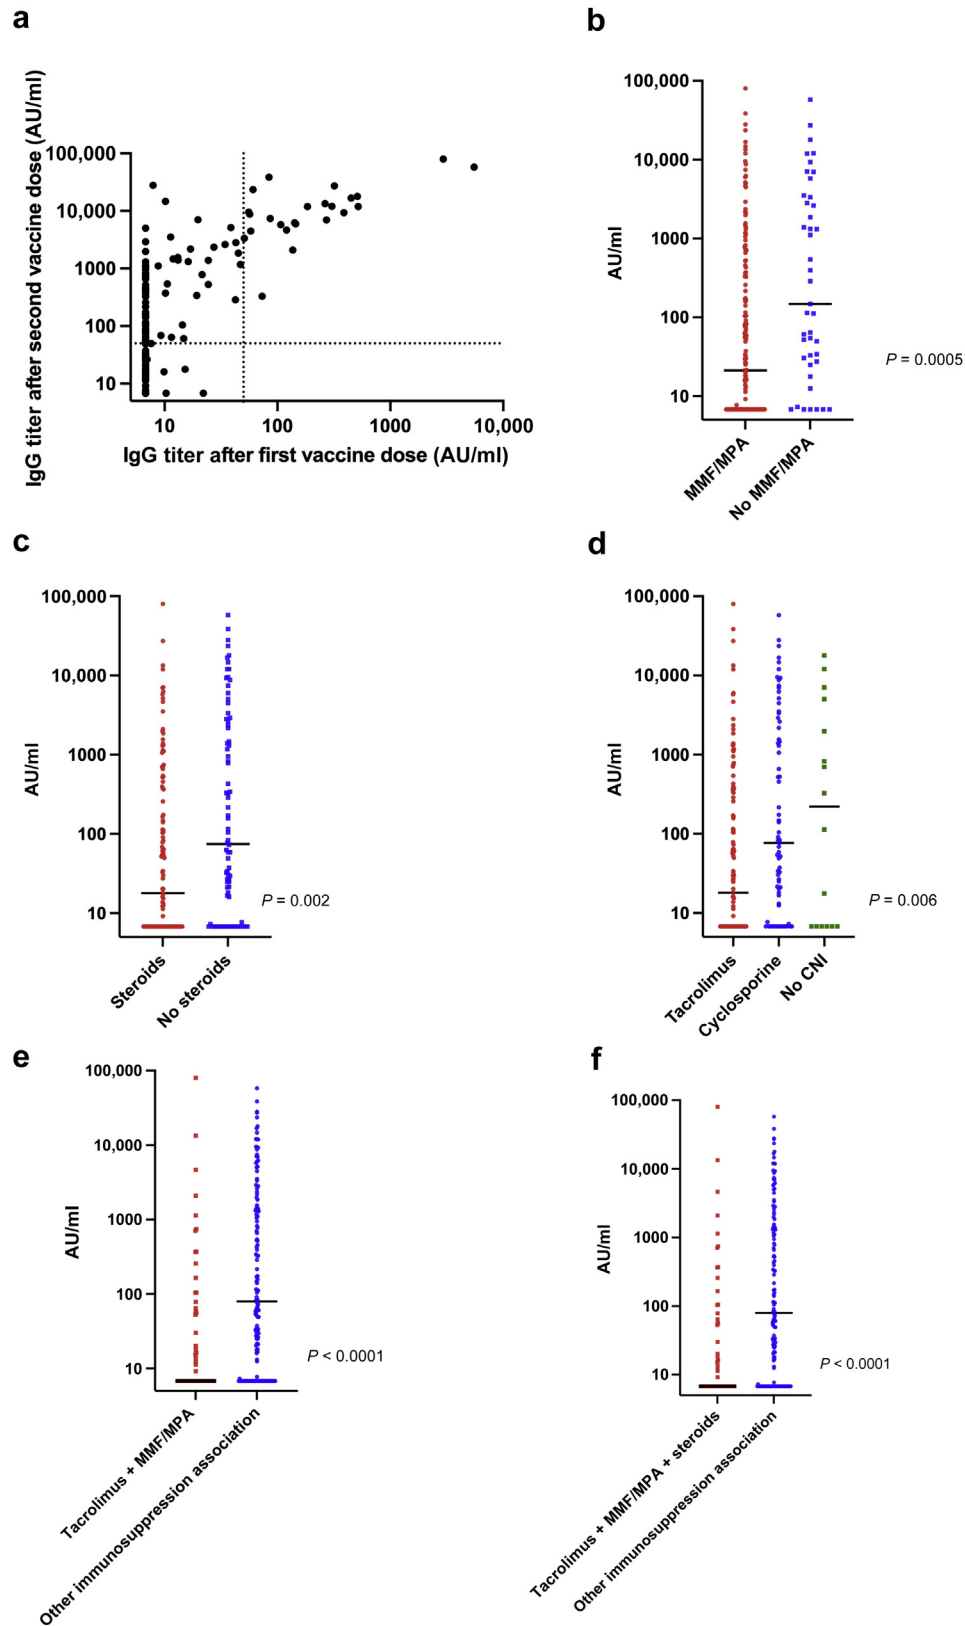 a
IgG titer after second vaccine dose (AU/ml)
100,000
10,000
1000
100
10
10
100
1000
10,000
IgG titer after first vaccine dose (AU/ml)
b
AU/ml
100,000
10,000
1000
100
10
P = 0.0005
MMF/MPA
No MMF/MPA
c
AU/ml
100,000
10,000
1000
100
10
P = 0.002
Steroids
No steroids
d
AU/ml
100,000
10,000
1000
100
10
P = 0.006
Tacrolimus
Cyclosporine
No CNI
e
AU/ml
100,000
10,000
1000
100
10
P < 0.0001
Tacrolimus + MMF/MPA
Other immunosuppression association
f
AU/ml
100,000
10,000
1000
100
10
P < 0.0001
Tacrolimus + MMF/MPA + steroids
Other immunosuppression association